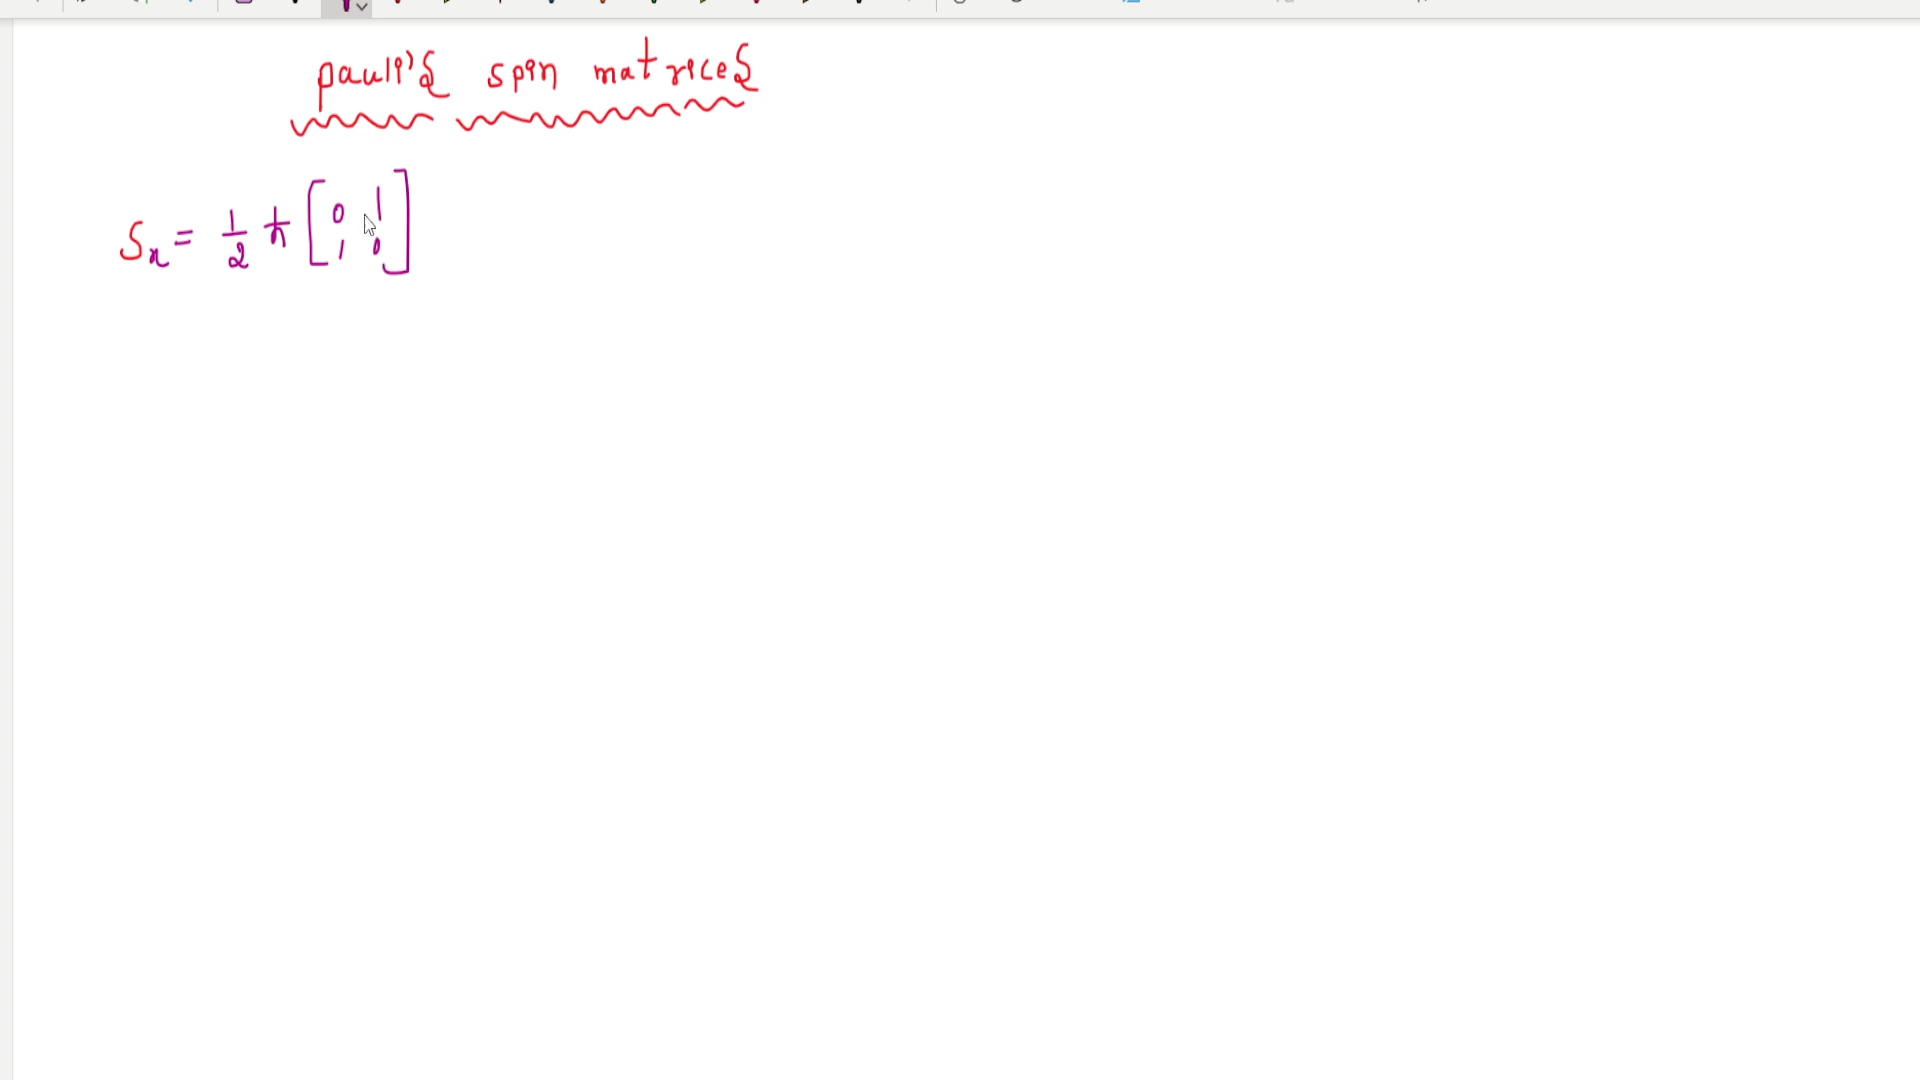 pauli's spin matrices
Sx = 1/2 ħ [0 1
1 0]